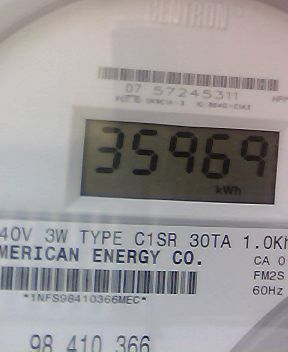 CENTRON
07 57245311
35969
kWh
40V 3W TYPE C1SR 30TA 1.0Kh
MERICAN ENERGY CO.
CA 0
FM2S
60Hz
*1NFS98410366MEC*
98 410 366